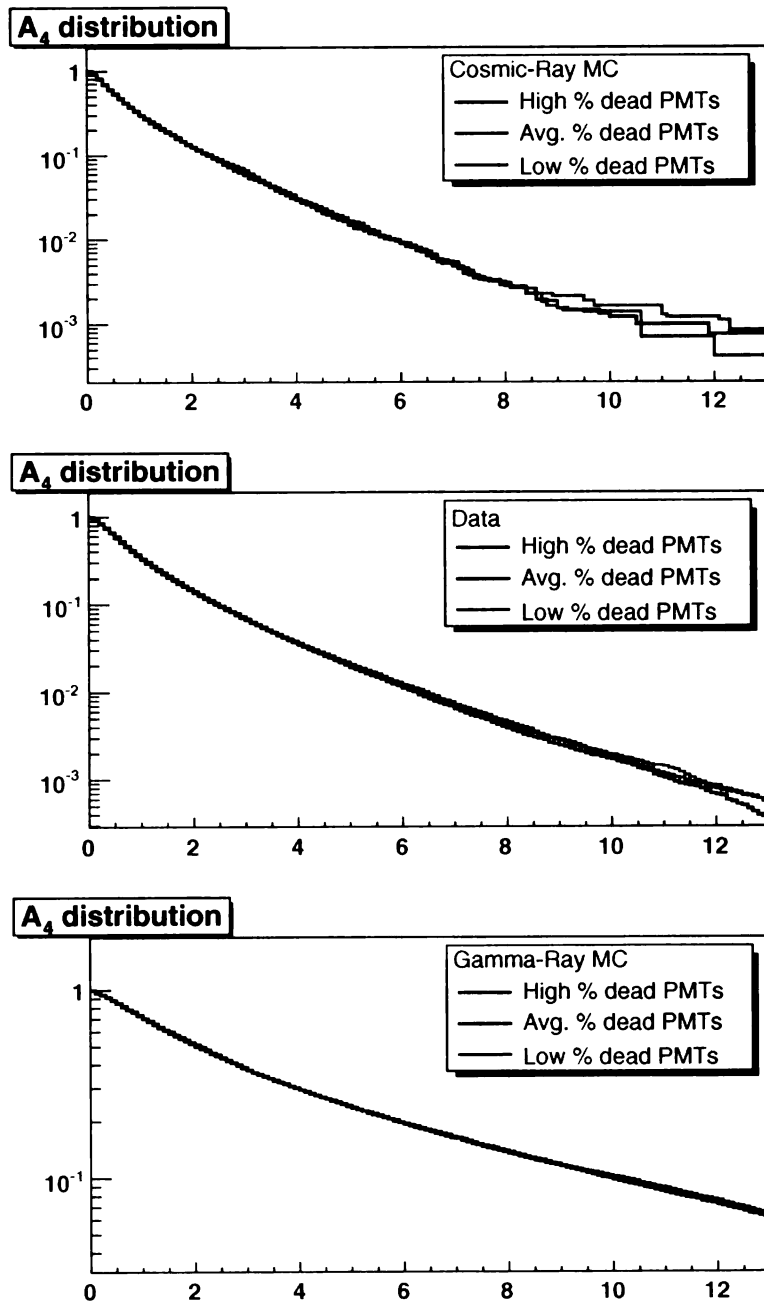 A₄ distribution
Cosmic-Ray MC
High % dead PMTs
Avg. % dead PMTs
Low % dead PMTs
1
10⁻¹
10⁻²
10⁻³
0 2 4 6 8 10 12
A₄ distribution
Data
High % dead PMTs
Avg. % dead PMTs
Low % dead PMTs
1
10⁻¹
10⁻²
10⁻³
0 2 4 6 8 10 12
A₄ distribution
Gamma-Ray MC
High % dead PMTs
Avg. % dead PMTs
Low % dead PMTs
1
10⁻¹
0 2 4 6 8 10 12